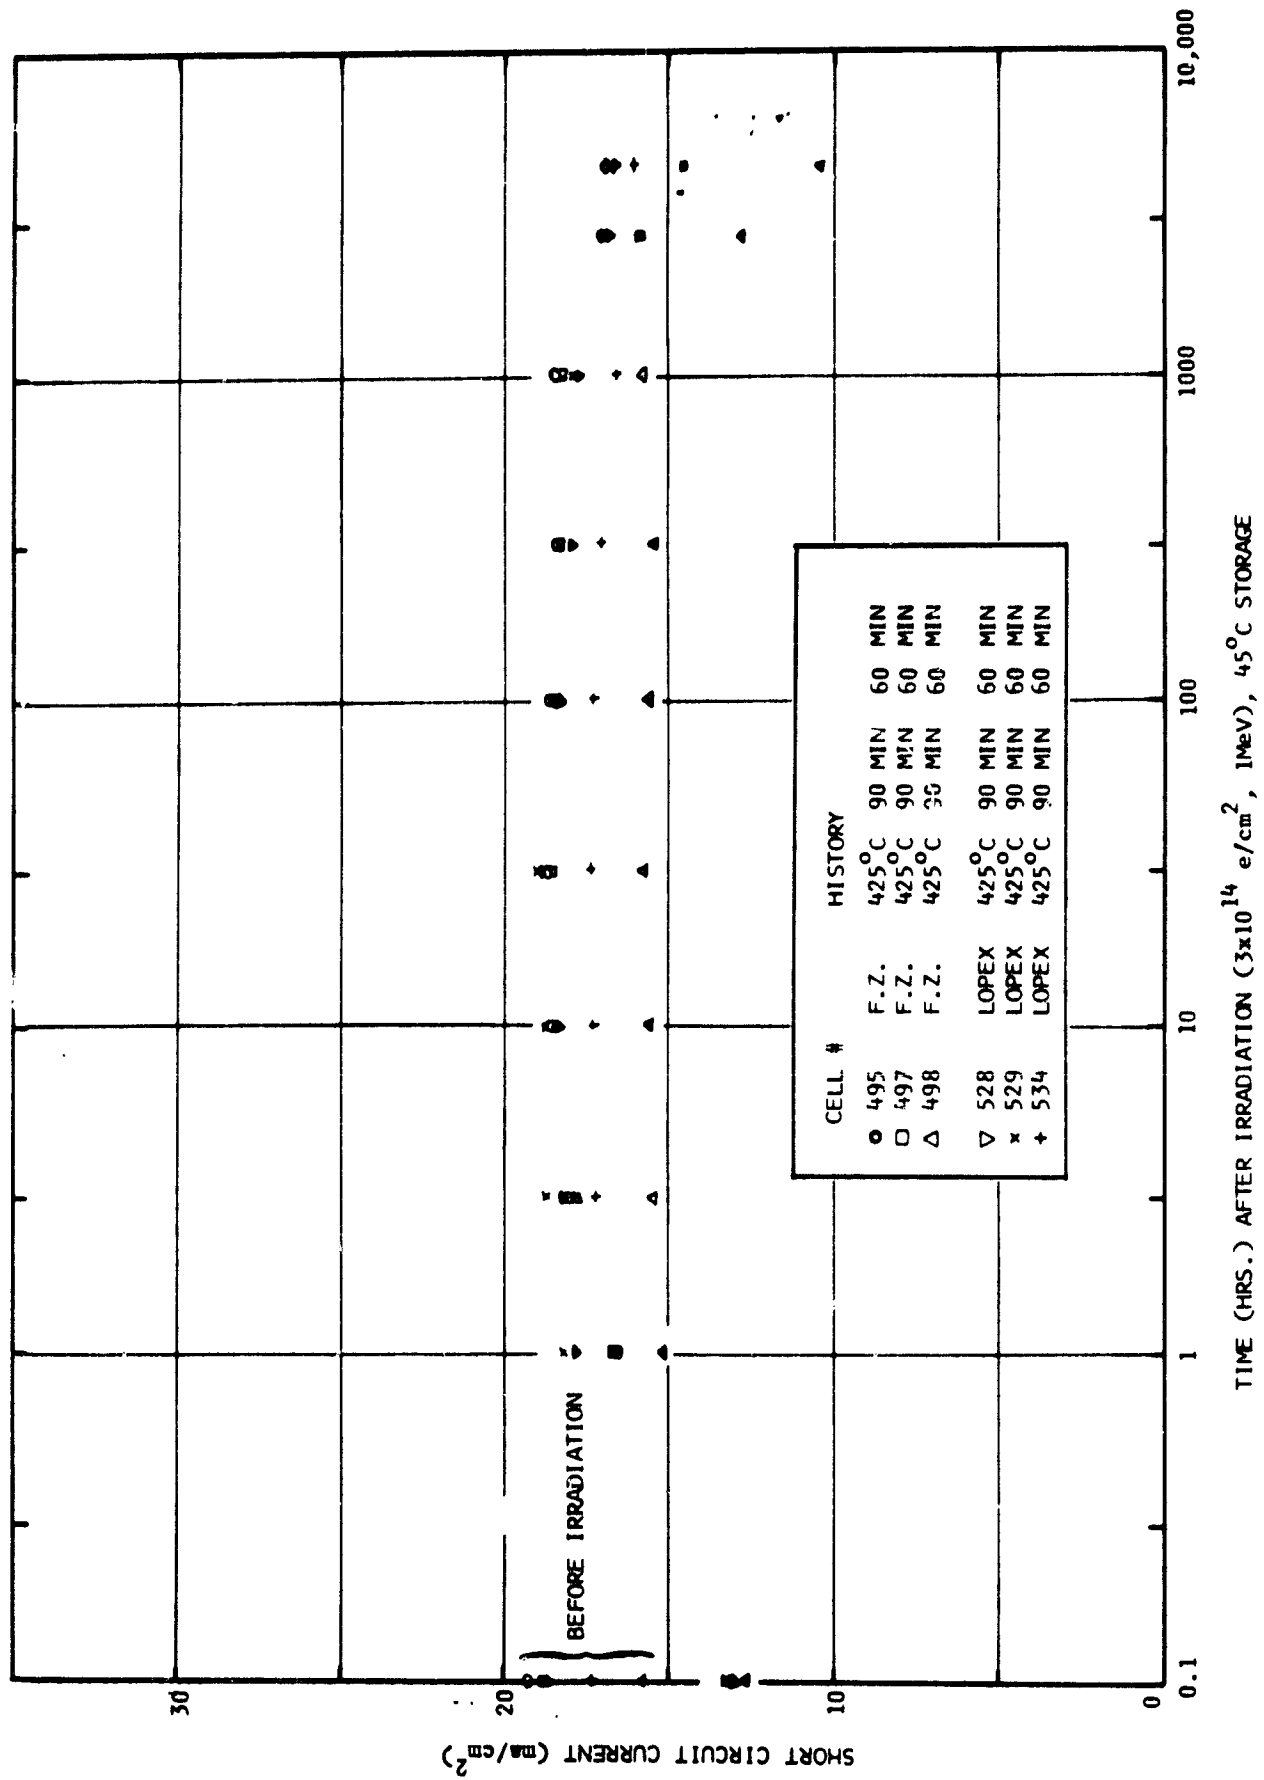 SHORT CIRCUIT CURRENT (ma/cm²)
30
20
10
0
BEFORE IRRADIATION
CELL # HISTORY
o 495 F.Z. 425°C 90 MIN 60 MIN
□ 497 F.Z. 425°C 90 MIN 60 MIN
△ 498 F.Z. 425°C 90 MIN 60 MIN
▽ 528 LOPEX 425°C 90 MIN 60 MIN
x 529 LOPEX 425°C 90 MIN 60 MIN
+ 534 LOPEX 425°C 90 MIN 60 MIN
0.1 1 10 100 1000 10,000
TIME (HRS.) AFTER IRRADIATION (3x10¹⁴ e/cm², 1MeV), 45°C STORAGE